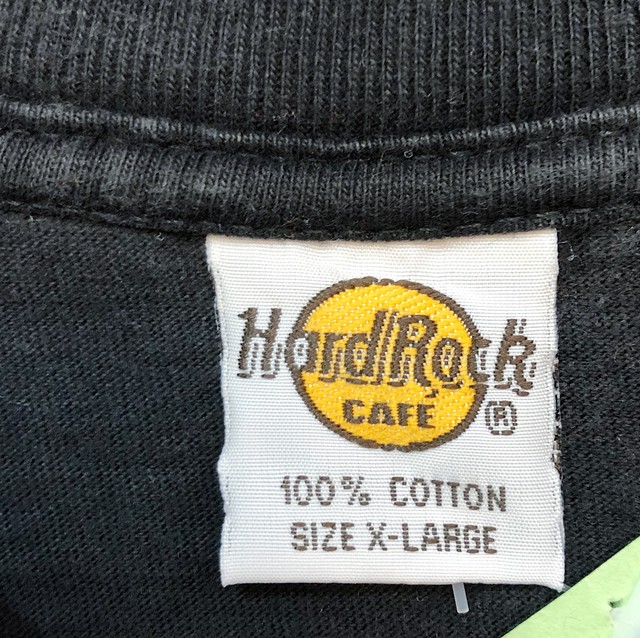 Hard Rock
CAFE
®
100% COTTON
SIZE X-LARGE